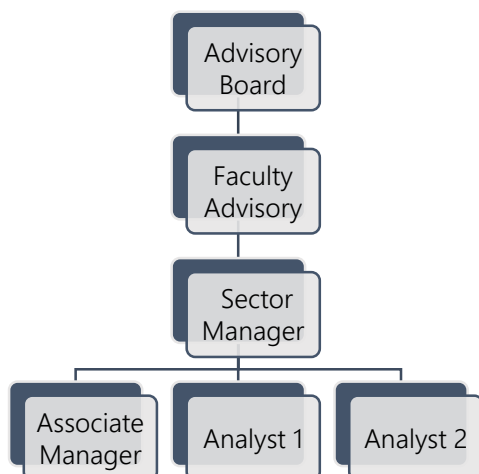 Advisory
Board
Faculty
Advisory
Sector
Manager
Associate
Manager
Analyst 1
Analyst 2